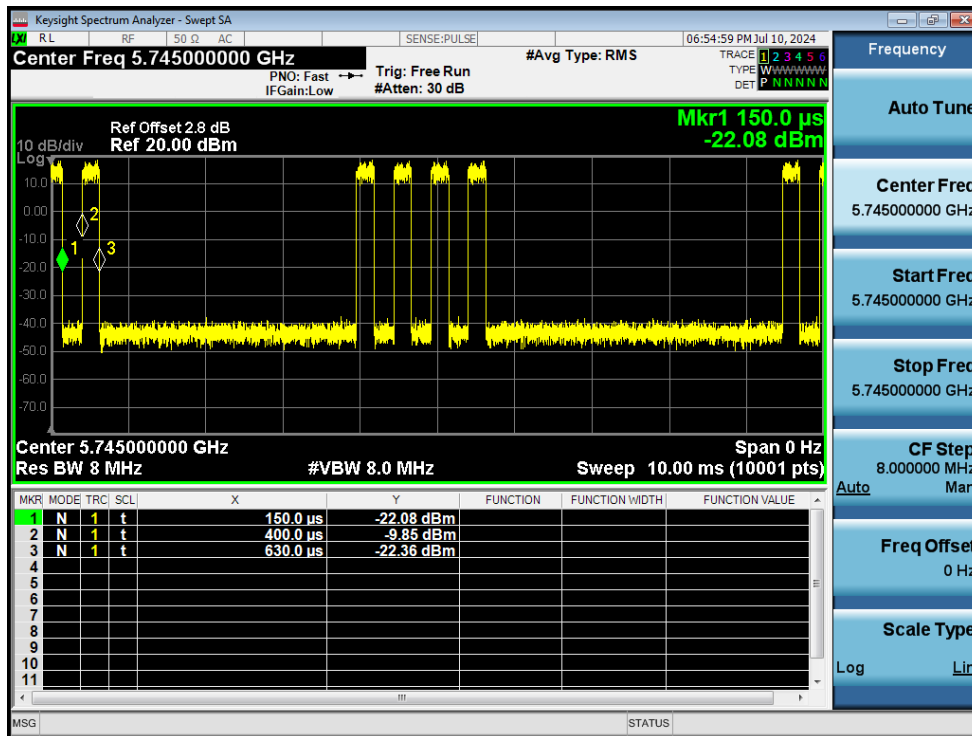 Keysight Spectrum Analyzer - Swept SA
LXI RL RF 50 Ω AC SENSE:PULSE 06:54:59 PM Jul 10, 2024
Center Freq 5.745000000 GHz
PNO: Fast
IFGain:Low
Trig: Free Run
#Atten: 30 dB
#Avg Type: RMS
TRACE 1 2 3 4 5 6
TYPE WWWWWW
DET P N N N N N
Mkr1 150.0 µs
-22.08 dBm
Ref Offset 2.8 dB
Ref 20.00 dBm
10 dB/div
Log
10.0
0.00
-10.0
-20.0
-30.0
-40.0
-50.0
-60.0
-70.0
1
2
3
Center 5.745000000 GHz
Span 0 Hz
Res BW 8 MHz
#VBW 8.0 MHz
Sweep 10.00 ms (10001 pts)
MKR MODE TRC SCL X Y FUNCTION FUNCTION WIDTH FUNCTION VALUE
1 N 1 t 150.0 µs -22.08 dBm
2 N 1 t 400.0 µs -9.85 dBm
3 N 1 t 630.0 µs -22.36 dBm
4
5
6
7
8
9
10
11
MSG STATUS
Frequency
Auto Tune
Center Freq
5.745000000 GHz
Start Freq
5.745000000 GHz
Stop Freq
5.745000000 GHz
CF Step
8.000000 MHz
Auto Man
Freq Offset
0 Hz
Scale Type
Log Lin